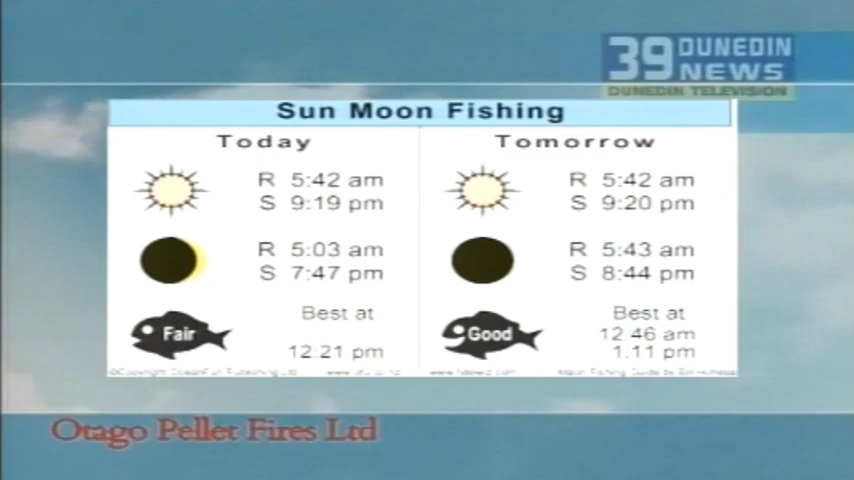 39 DUNEDIN NEWS
DUNEDIN TELEVISION
Sun Moon Fishing
Today
R 5:42 am
S 9:19 pm
R 5:03 am
S 7:47 pm
Fair
Best at
12:21 pm
Tomorrow
R 5:42 am
S 9:20 pm
R 5:43 am
S 8:44 pm
Good
Best at
12:46 am
1:11 pm
Otago Pellet Fires Ltd